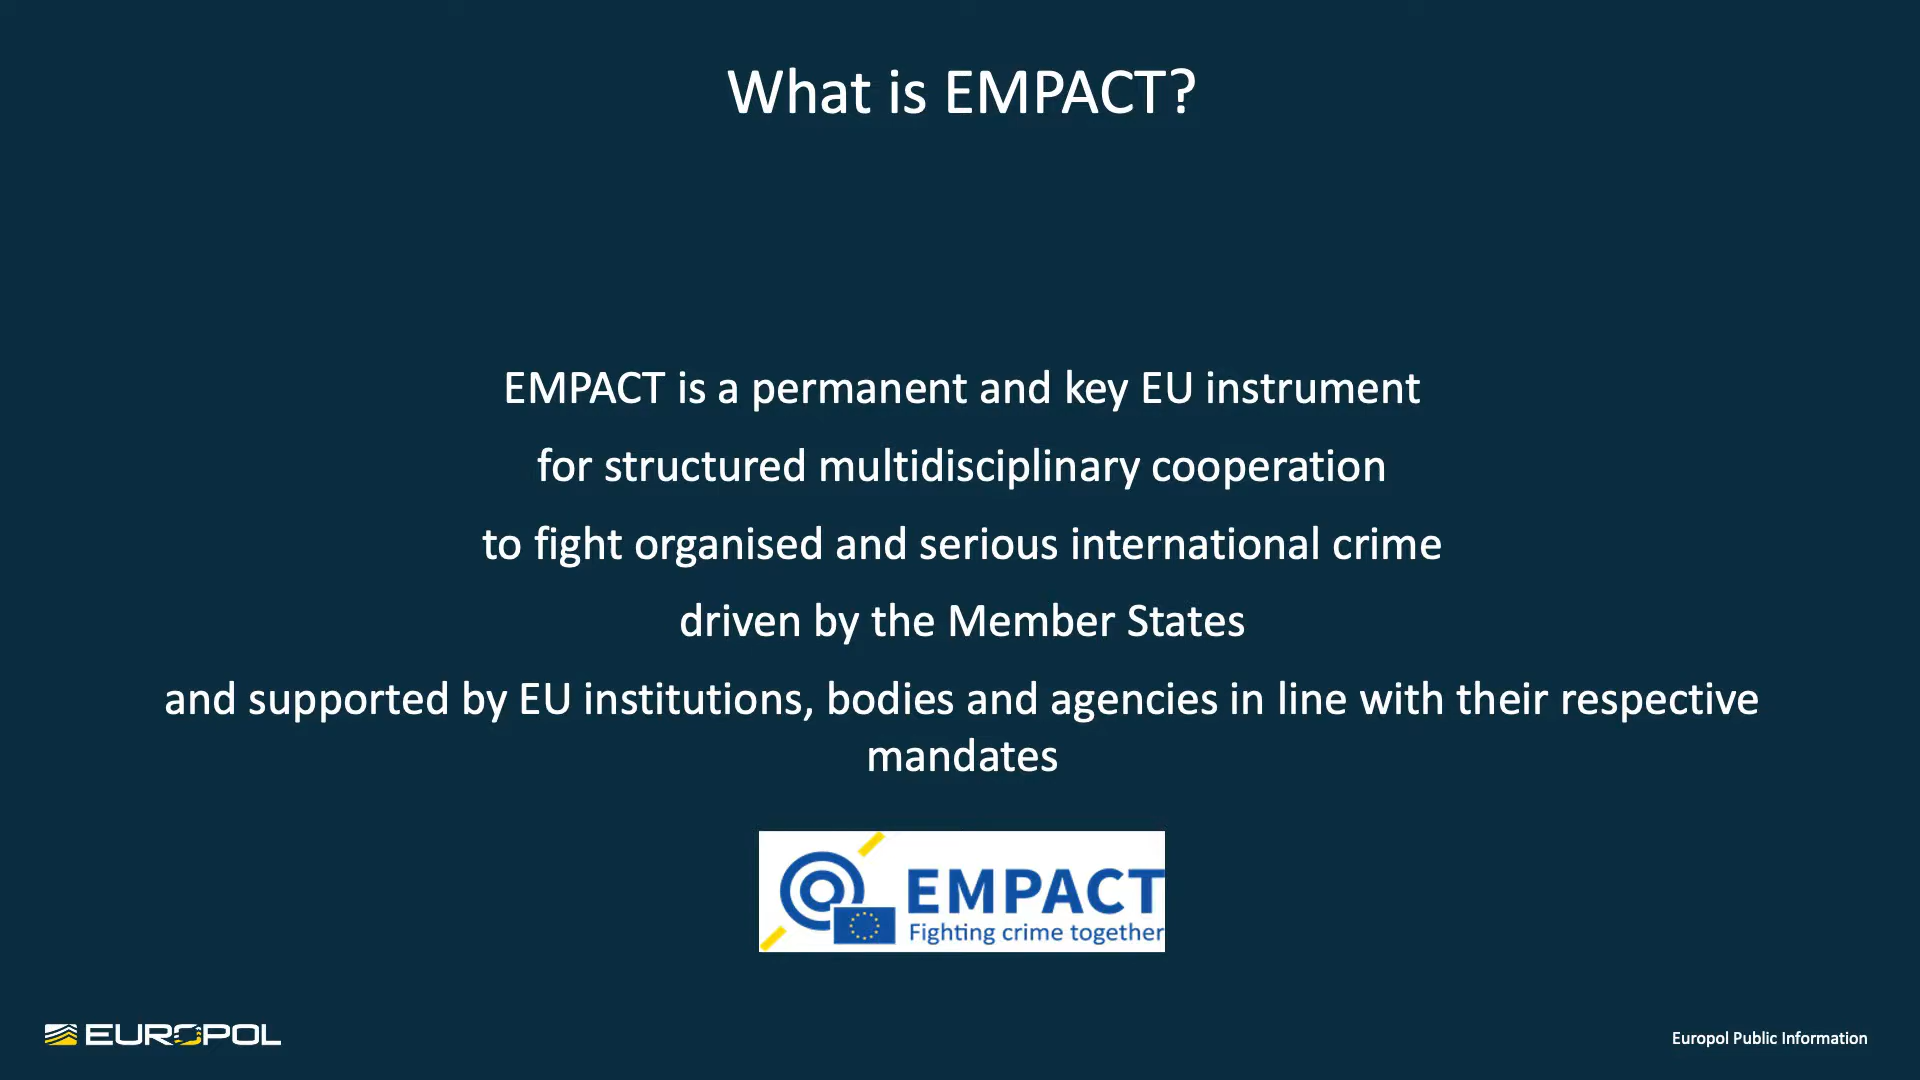 What is EMPACT?
EMPACT is a permanent and key EU instrument
for structured multidisciplinary cooperation
to fight organised and serious international crime
driven by the Member States
and supported by EU institutions, bodies and agencies in line with their respective
mandates
EMPACT
Fighting crime together
EUROPOL
Europol Public Information